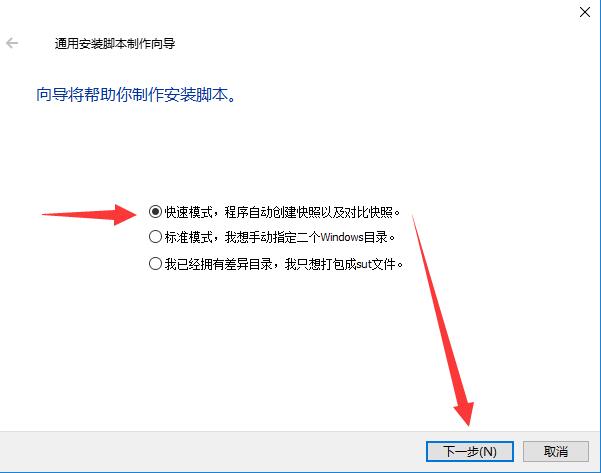 通用安装脚本制作向导
向导将帮助你制作安装脚本。
快速模式，程序自动创建快照以及对比快照。
标准模式，我想手动指定二个Windows目录。
我已经拥有差异目录，我只想打包成sut文件。
下一步(N)
取消